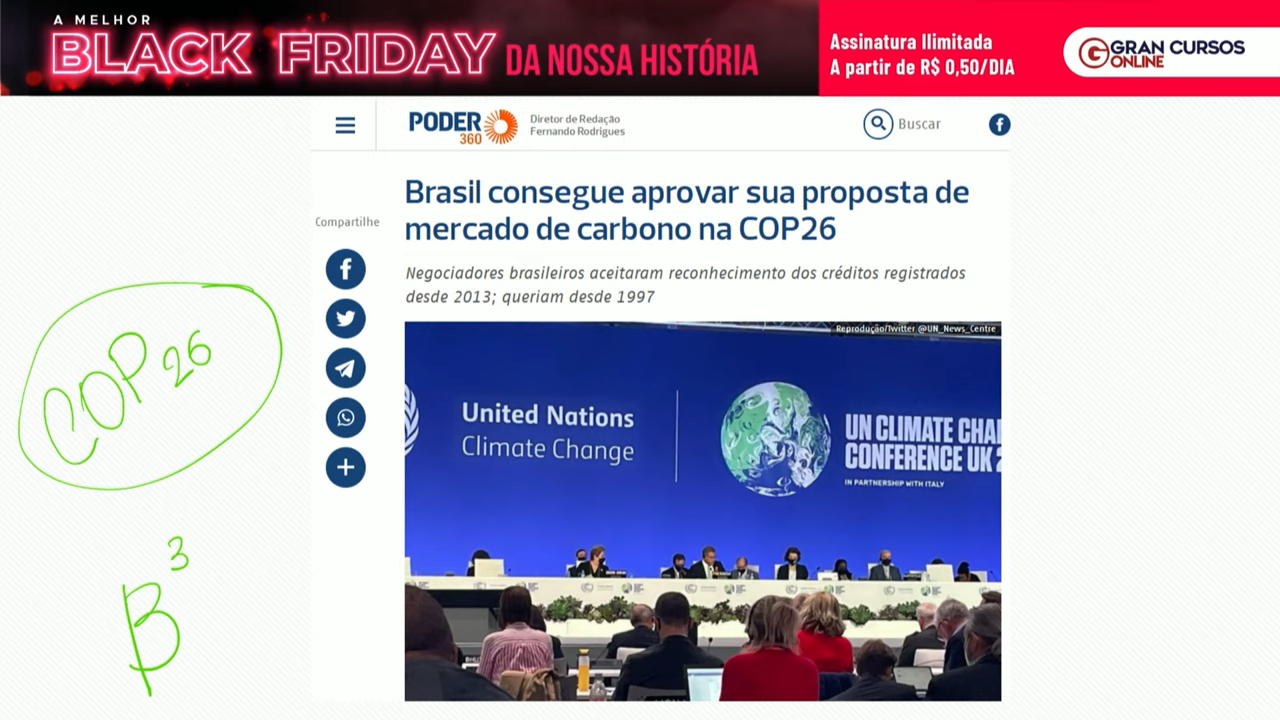 A MELHOR
BLACK FRIDAY DA NOSSA HISTÓRIA
Assinatura Ilimitada
A partir de R$ 0,50/DIA
GRAN CURSOS
ONLINE
PODER
360
Diretor de Redação
Fernando Rodrigues
Buscar
Brasil consegue aprovar sua proposta de
mercado de carbono na COP26
Compartilhe
Negociadores brasileiros aceitaram reconhecimento dos créditos registrados
desde 2013; queriam desde 1997
Reprodução/Twitter @UN_News_Centre
United Nations
Climate Change
UN CLIMATE CHA
CONFERENCE UK
IN PARTNERSHIP WITH ITALY
COP26
B3